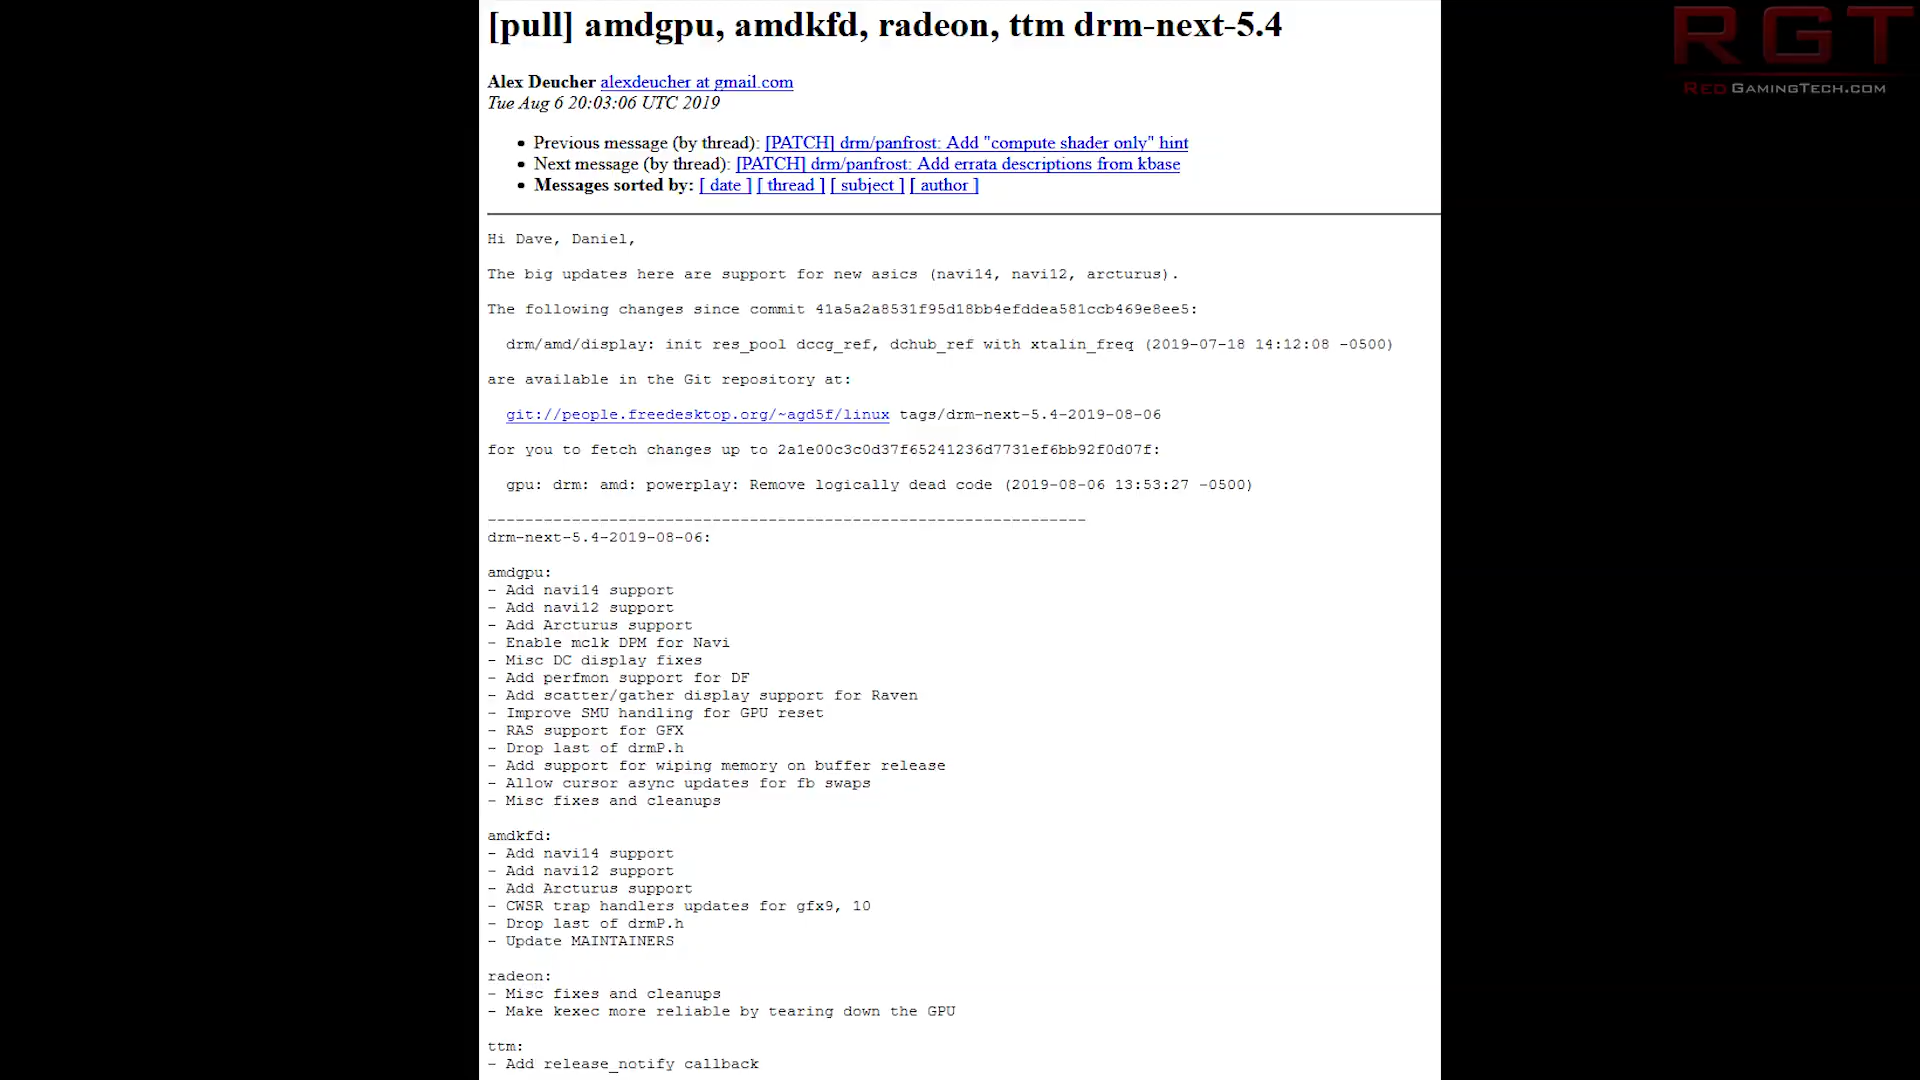 [pull] amdgpu, amdkfd, radeon, ttm drm-next-5.4
RGT
RedGamingTech.com
Alex Deucher alexdeucher at gmail.com
Tue Aug 6 20:03:06 UTC 2019
• Previous message (by thread): [PATCH] drm/panfrost: Add "compute shader only" hint
• Next message (by thread): [PATCH] drm/panfrost: Add errata descriptions from kbase
• Messages sorted by: [ date ] [ thread ] [ subject ] [ author ]
Hi Dave, Daniel,
The big updates here are support for new asics (navi14, navi12, arcturus).
The following changes since commit 41a5a2a8531f95d18bb4efddea581ccb469e8ee5:
drm/amd/display: init res_pool dccg_ref, dchub_ref with xtalin_freq (2019-07-18 14:12:08 -0500)
are available in the Git repository at:
git://people.freedesktop.org/~agd5f/linux tags/drm-next-5.4-2019-08-06
for you to fetch changes up to 2a1e00c3c0d37f65241236d7731ef6bb92f0d07f:
gpu: drm: amd: powerplay: Remove logically dead code (2019-08-06 13:53:27 -0500)
----------------------------------------------------------------
drm-next-5.4-2019-08-06:
amdgpu:
- Add navi14 support
- Add navi12 support
- Add Arcturus support
- Enable mclk DPM for Navi
- Misc DC display fixes
- Add perfmon support for DF
- Add scatter/gather display support for Raven
- Improve SMU handling for GPU reset
- RAS support for GFX
- Drop last of drmP.h
- Add support for wiping memory on buffer release
- Allow cursor async updates for fb swaps
- Misc fixes and cleanups
amdkfd:
- Add navi14 support
- Add navi12 support
- Add Arcturus support
- CWSR trap handlers updates for gfx9, 10
- Drop last of drmP.h
- Update MAINTAINERS
radeon:
- Misc fixes and cleanups
- Make kexec more reliable by tearing down the GPU
ttm:
- Add release_notify callback